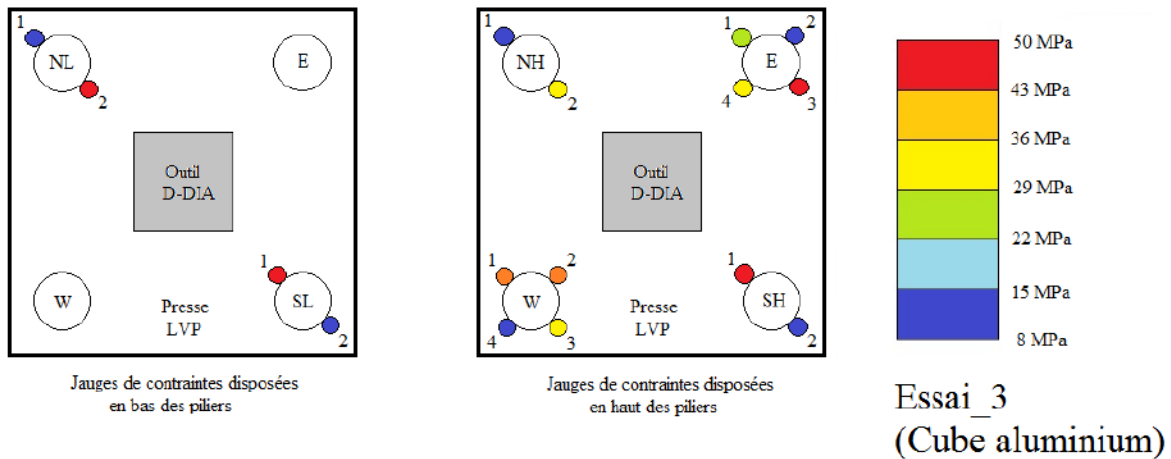 1
NL
2
E
Outil
D-DIA
W
Presse
LVP
1
SL
2
Jauges de contraintes disposées
en bas des piliers
1
NH
2
1
2
E
4
3
Outil
D-DIA
1
2
W
4
3
Presse
LVP
1
SH
2
Jauges de contraintes disposées
en haut des piliers
50 MPa
43 MPa
36 MPa
29 MPa
22 MPa
15 MPa
8 MPa
Essai_3
(Cube aluminium)